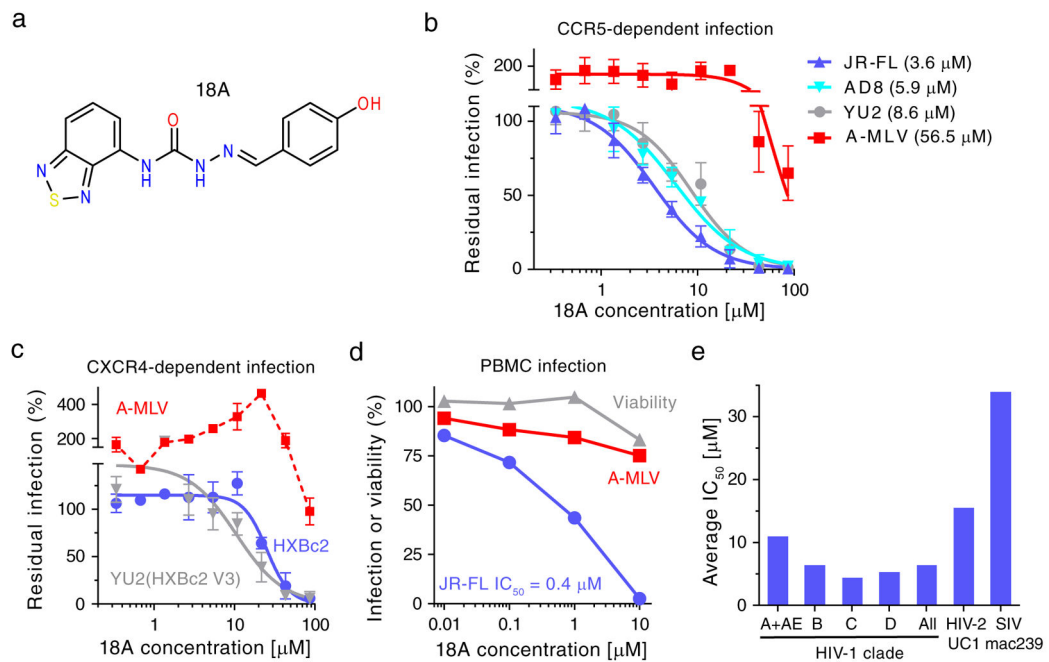 a
18A
OH
O
N
S
N
N
H
N
H
N
b
CCR5-dependent infection
Residual infection (%)
200
100
50
0
1
10
100
18A concentration [μM]
JR-FL (3.6 μM)
AD8 (5.9 μM)
YU2 (8.6 μM)
A-MLV (56.5 μM)
c
CXCR4-dependent infection
Residual infection (%)
400
200
100
50
0
A-MLV
HXBc2
YU2(HXBc2 V3)
1
10
100
18A concentration [μM]
d
PBMC infection
Infection or viability (%)
100
75
50
25
0
Viability
A-MLV
JR-FL IC50 = 0.4 μM
0.01
0.1
1
10
18A concentration [μM]
e
Average IC50 [μM]
30
20
10
0
A+AE B C D All HIV-2 SIV
UC1 mac239
HIV-1 clade